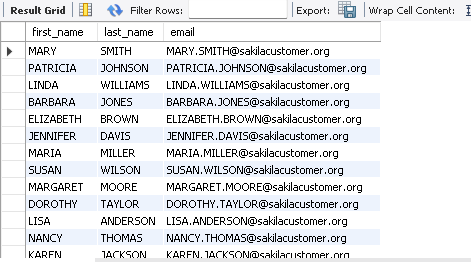 Result Grid Filter Rows: Export: Wrap Cell Content:
first_name last_name email
MARY SMITH MARY.SMITH@sakilacustomer.org
PATRICIA JOHNSON PATRICIA.JOHNSON@sakilacustomer.org
LINDA WILLIAMS LINDA.WILLIAMS@sakilacustomer.org
BARBARA JONES BARBARA.JONES@sakilacustomer.org
ELIZABETH BROWN ELIZABETH.BROWN@sakilacustomer.org
JENNIFER DAVIS JENNIFER.DAVIS@sakilacustomer.org
MARIA MILLER MARIA.MILLER@sakilacustomer.org
SUSAN WILSON SUSAN.WILSON@sakilacustomer.org
MARGARET MOORE MARGARET.MOORE@sakilacustomer.org
DOROTHY TAYLOR DOROTHY.TAYLOR@sakilacustomer.org
LISA ANDERSON LISA.ANDERSON@sakilacustomer.org
NANCY THOMAS NANCY.THOMAS@sakilacustomer.org
KAREN JACKSON KAREN.JACKSON@sakilacustomer.org